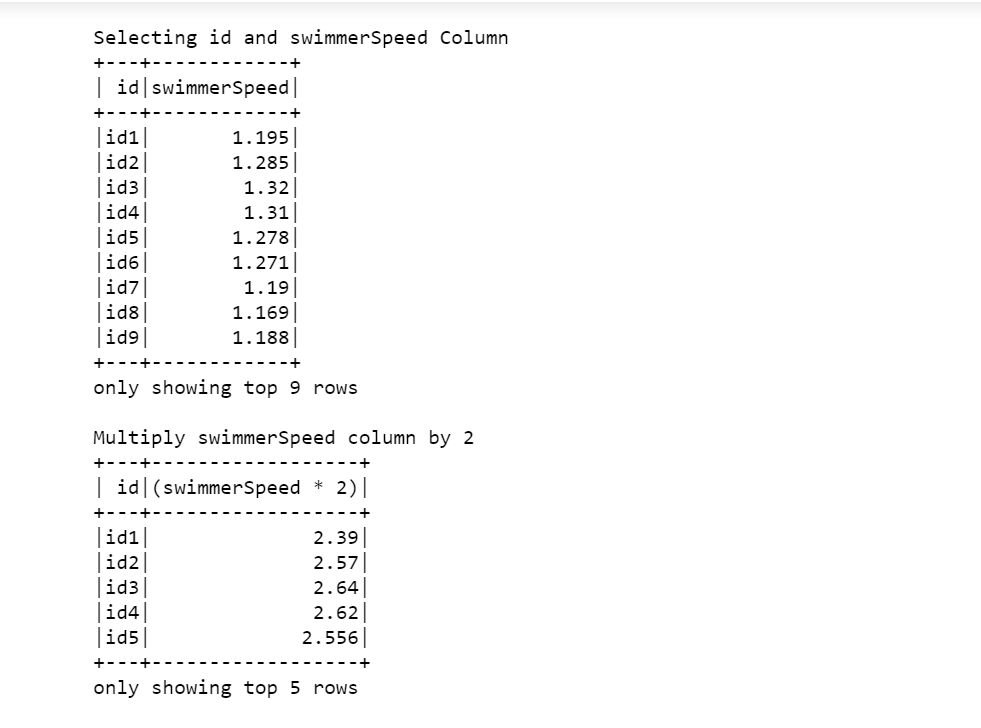 Selecting id and swimmerSpeed Column
+---+------------+
| id|swimmerSpeed|
+---+------------+
|id1|       1.195|
|id2|       1.285|
|id3|        1.32|
|id4|        1.31|
|id5|       1.278|
|id6|       1.271|
|id7|        1.19|
|id8|       1.169|
|id9|       1.188|
+---+------------+
only showing top 9 rows
Multiply swimmerSpeed column by 2
+---+------------------+
| id|(swimmerSpeed * 2)|
+---+------------------+
|id1|              2.39|
|id2|              2.57|
|id3|              2.64|
|id4|              2.62|
|id5|             2.556|
+---+------------------+
only showing top 5 rows